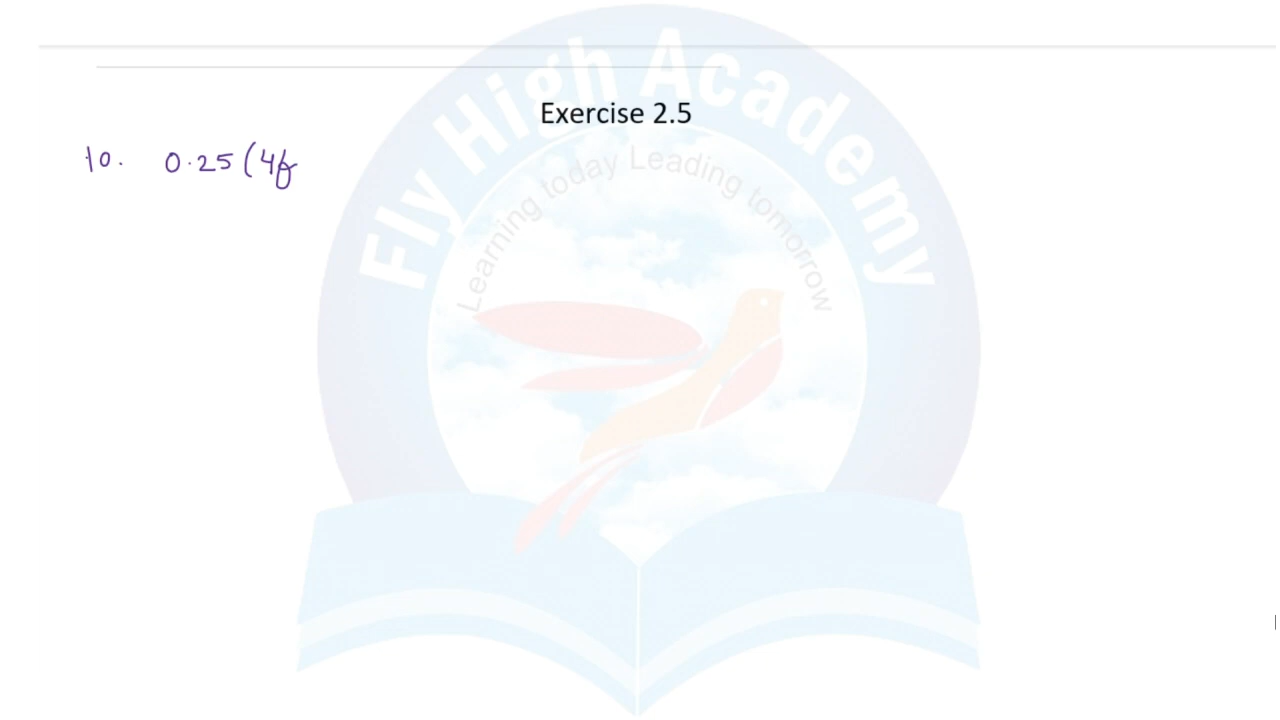 Fly High Academy
Learning today Leading tomorrow
Exercise 2.5
10. 0.25 (4f